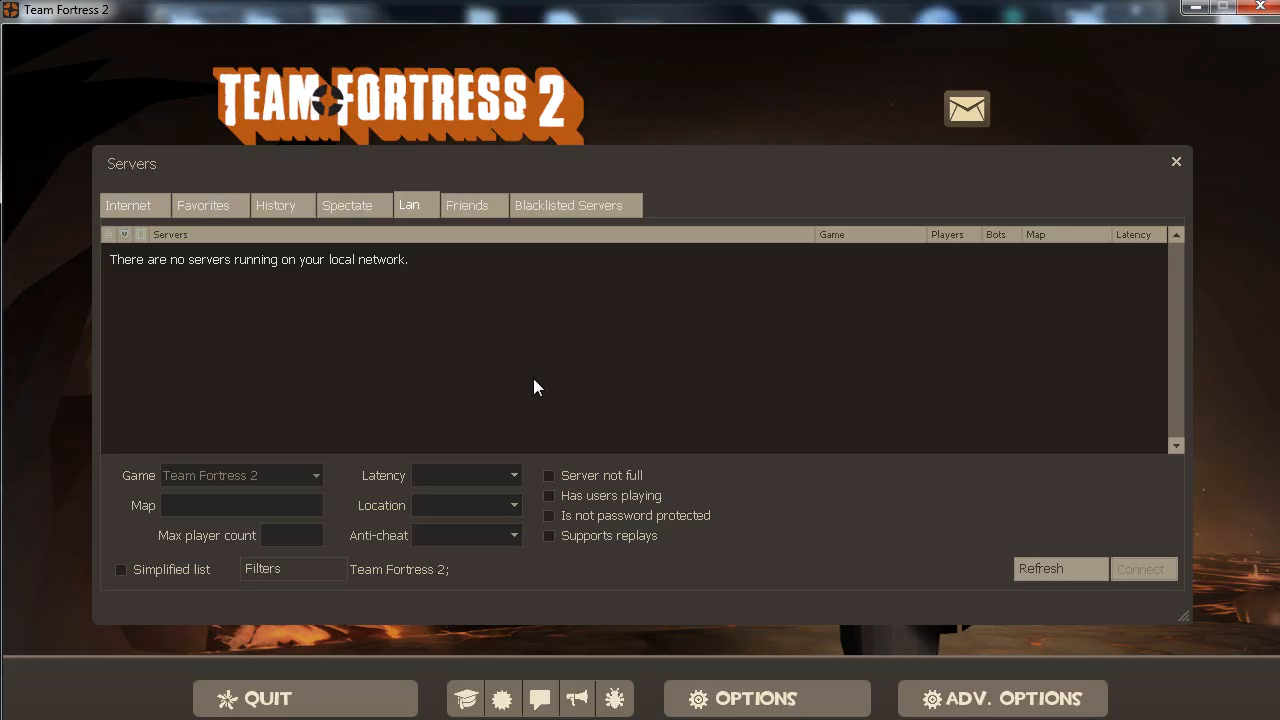 Team Fortress 2
TEAM FORTRESS 2
Servers
Internet Favorites History Spectate Lan Friends Blacklisted Servers
Servers Game Players Bots Map Latency
There are no servers running on your local network.
Game Team Fortress 2 Latency Server not full
Has users playing
Map Location
Is not password protected
Max player count Anti-cheat Supports replays
Simplified list Filters Team Fortress 2; Refresh Connect
QUIT OPTIONS ADV. OPTIONS